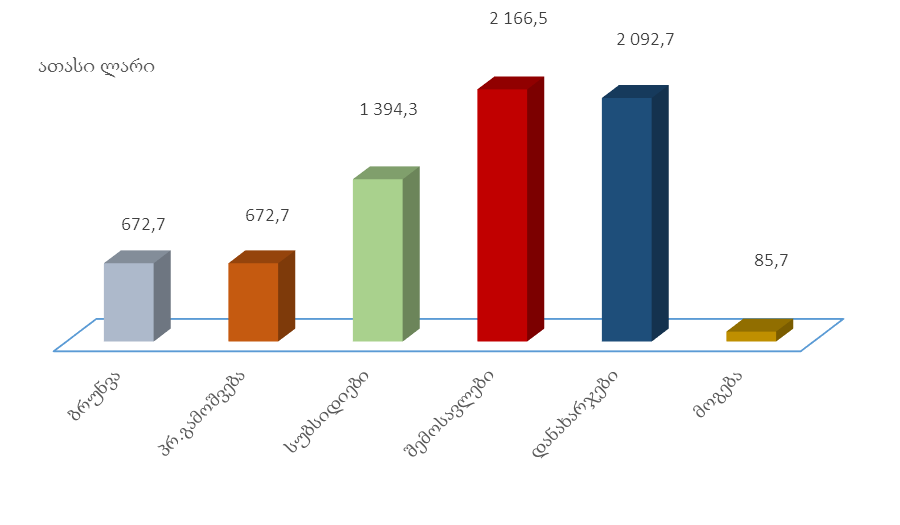 2 166,5
2 092,7
ათასი ლარი
1 394,3
672,7
672,7
85,7
ბრუნვა
პრ.გამოშვება
სუბსიდიები
შემოსავლები
დანახარჯები
მოგება